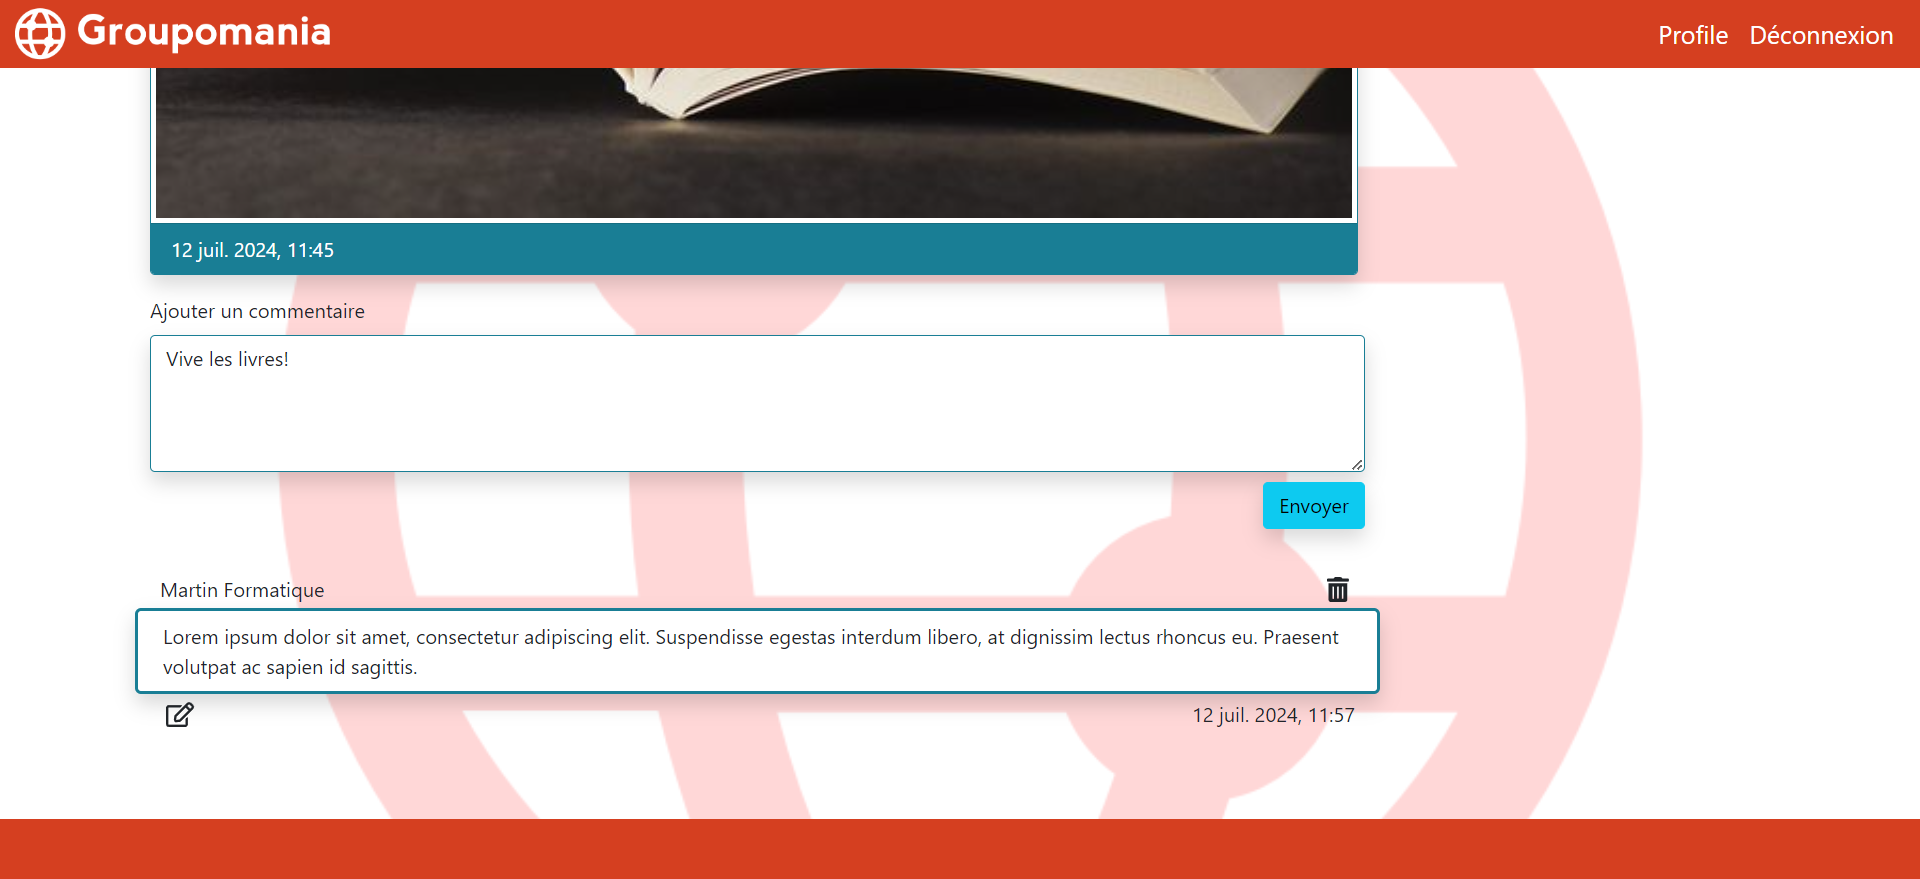 Groupomania
Profile Déconnexion
12 juil. 2024, 11:45
Ajouter un commentaire
Vive les livres!
Envoyer
Martin Formatique
Lorem ipsum dolor sit amet, consectetur adipiscing elit. Suspendisse egestas interdum libero, at dignissim lectus rhoncus eu. Praesent
volutpat ac sapien id sagittis.
12 juil. 2024, 11:57